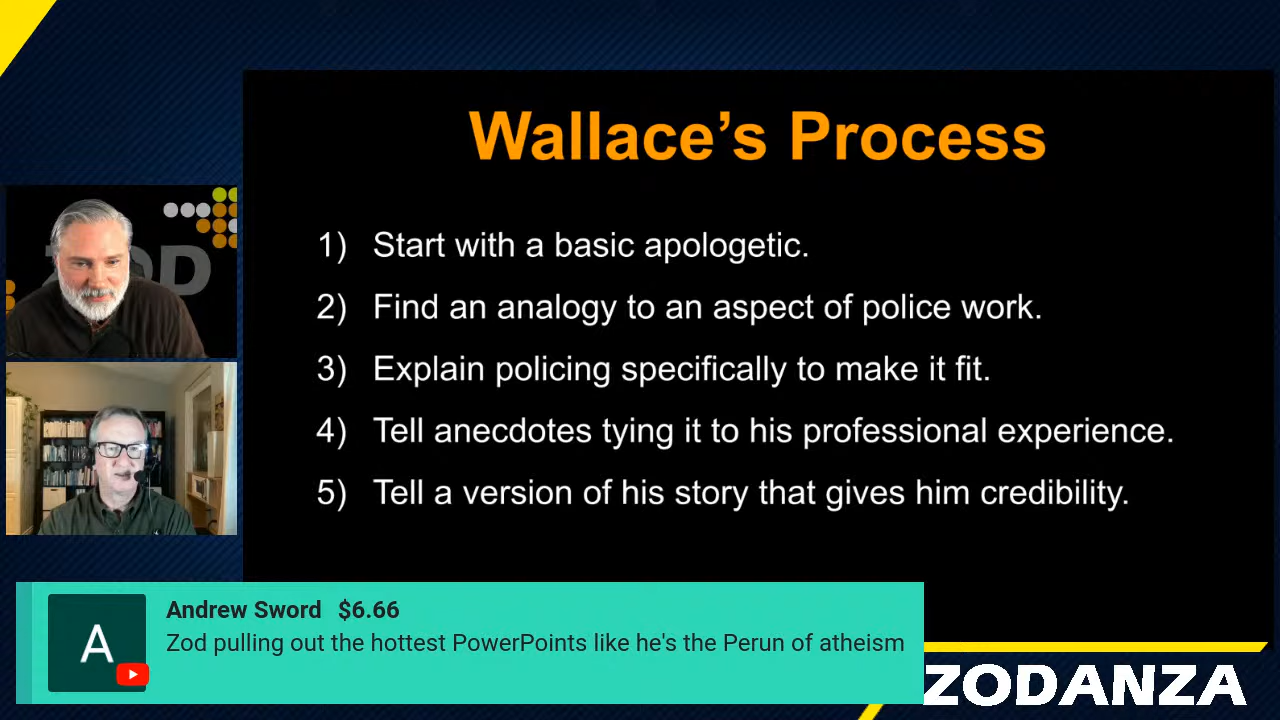 Wallace’s Process
1) Start with a basic apologetic.
2) Find an analogy to an aspect of police work.
3) Explain policing specifically to make it fit.
4) Tell anecdotes tying it to his professional experience.
5) Tell a version of his story that gives him credibility.
ZOD
A
Andrew Sword $6.66
Zod pulling out the hottest PowerPoints like he's the Perun of atheism
ZODANZA